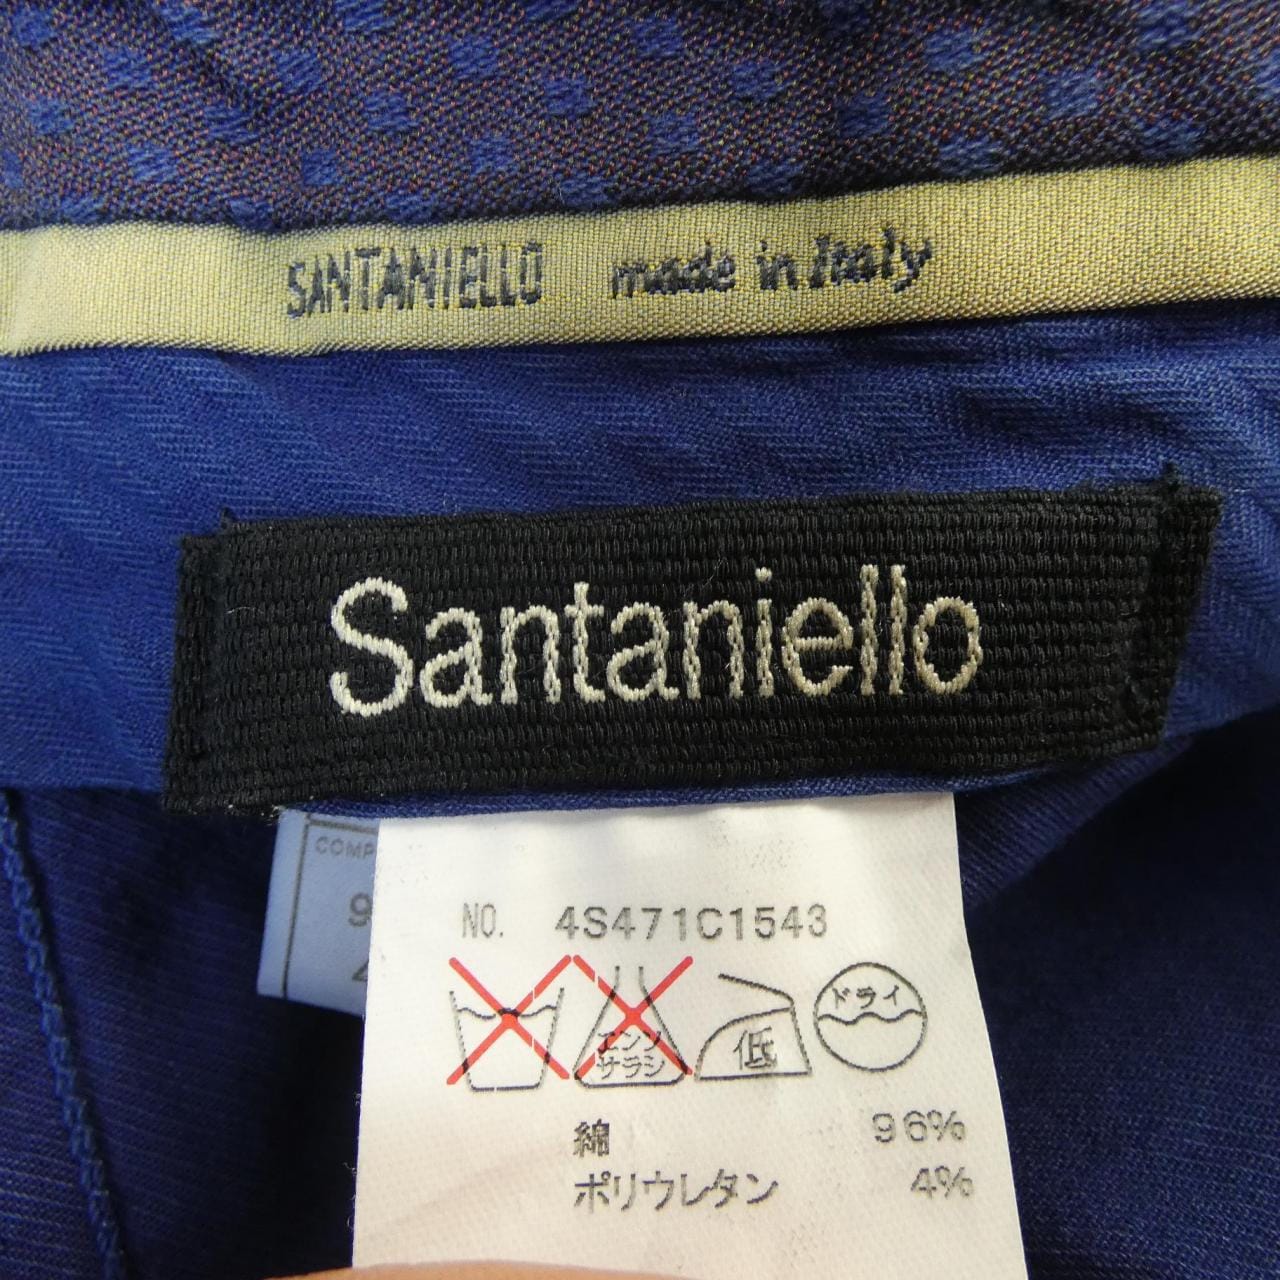 SANTANIELLO made in Italy
Santaniello
COMP
9
NO. 4S471C1543
エンソ
サラシ
低
ドライ
綿 96%
ポリウレタン 4%